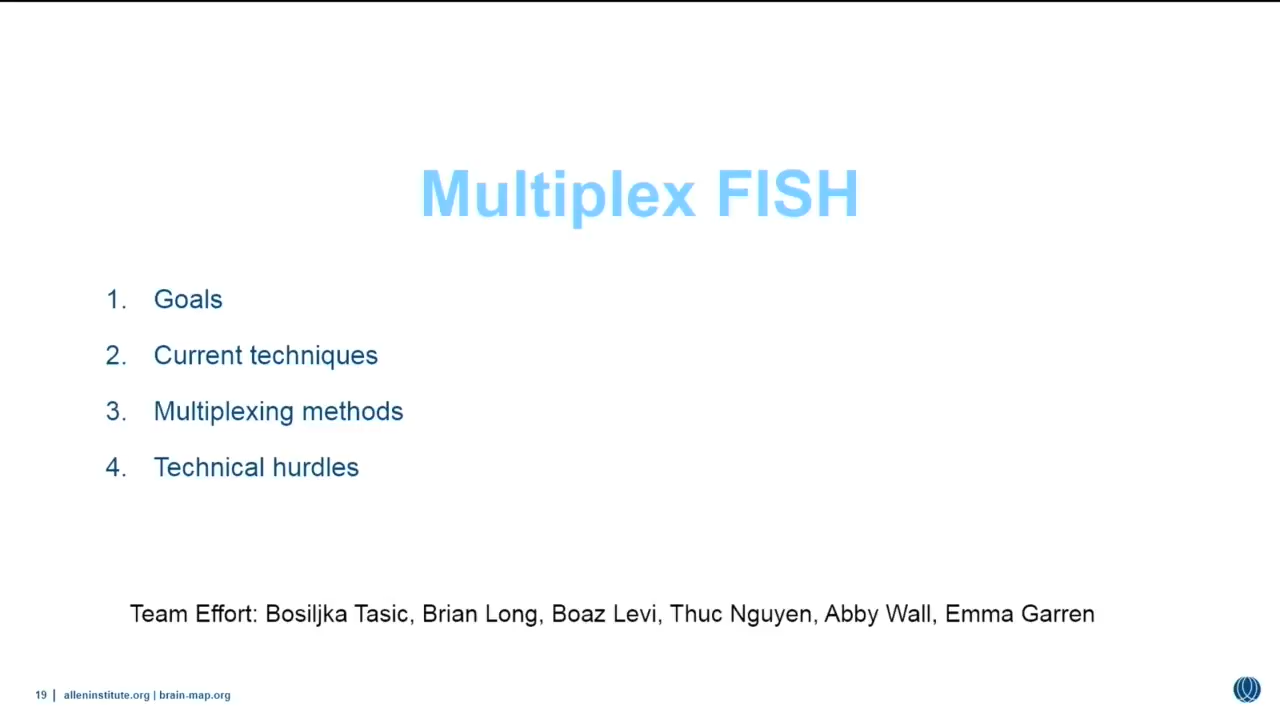 Multiplex FISH
1. Goals
2. Current techniques
3. Multiplexing methods
4. Technical hurdles
Team Effort: Bosiljka Tasic, Brian Long, Boaz Levi, Thuc Nguyen, Abby Wall, Emma Garren
19 | alleninstitute.org | brain-map.org